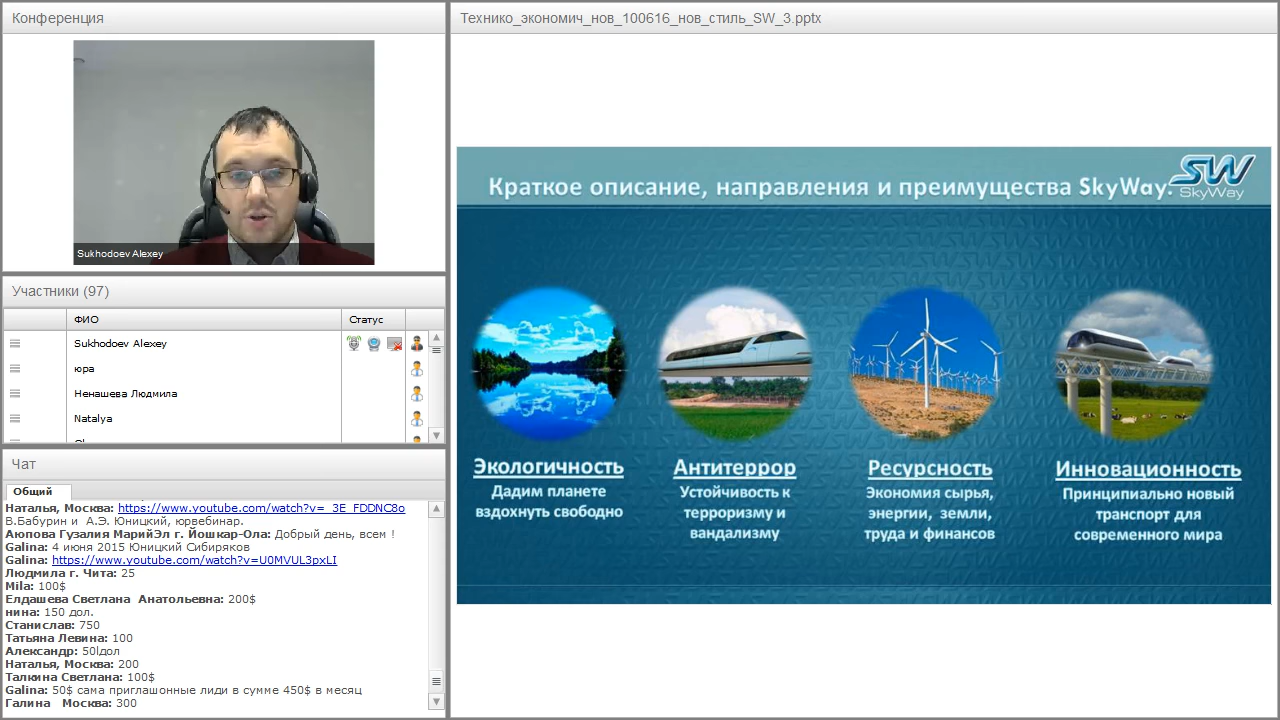 Конференция
Sukhodoev Alexey
Участники (97)
ФИО Статус
Sukhodoev Alexey
юра
Ненашева Людмила
Natalya
Чат
Общий
Наталья, Москва: https://www.youtube.com/watch?v=_3E_FDDNC8o
В.Бабурин и А.Э. Юницкий, юрвебинар.
Аюпова Гузалия МарийЭл г. Йошкар-Ола: Добрый день, всем !
Galina: 4 июня 2015 Юницкий Сибиряков
Galina: https://www.youtube.com/watch?v=U0MVUL3pxLI
Людмила г. Чита: 25
Mila: 100$
Елдашева Светлана Анатольевна: 200$
нина: 150 дол.
Станислав: 750
Татьяна Левина: 100
Александр: 50lдол
Наталья, Москва: 200
Талкина Светлана: 100$
Galina: 50$ сама приглашонные лиди в сумме 450$ в месяц
Галина Москва: 300
Технико_экономич_нов_100616_нов_стиль_SW_3.pptx
Краткое описание, направления и преимущества SkyWay.
SW
SkyWay
Экологичность
Дадим планете
вздохнуть свободно
Антитеррор
Устойчивость к
терроризму и
вандализму
Ресурсность
Экономия сырья,
энергии, земли,
труда и финансов
Инновационность
Принципиально новый
транспорт для
современного мира